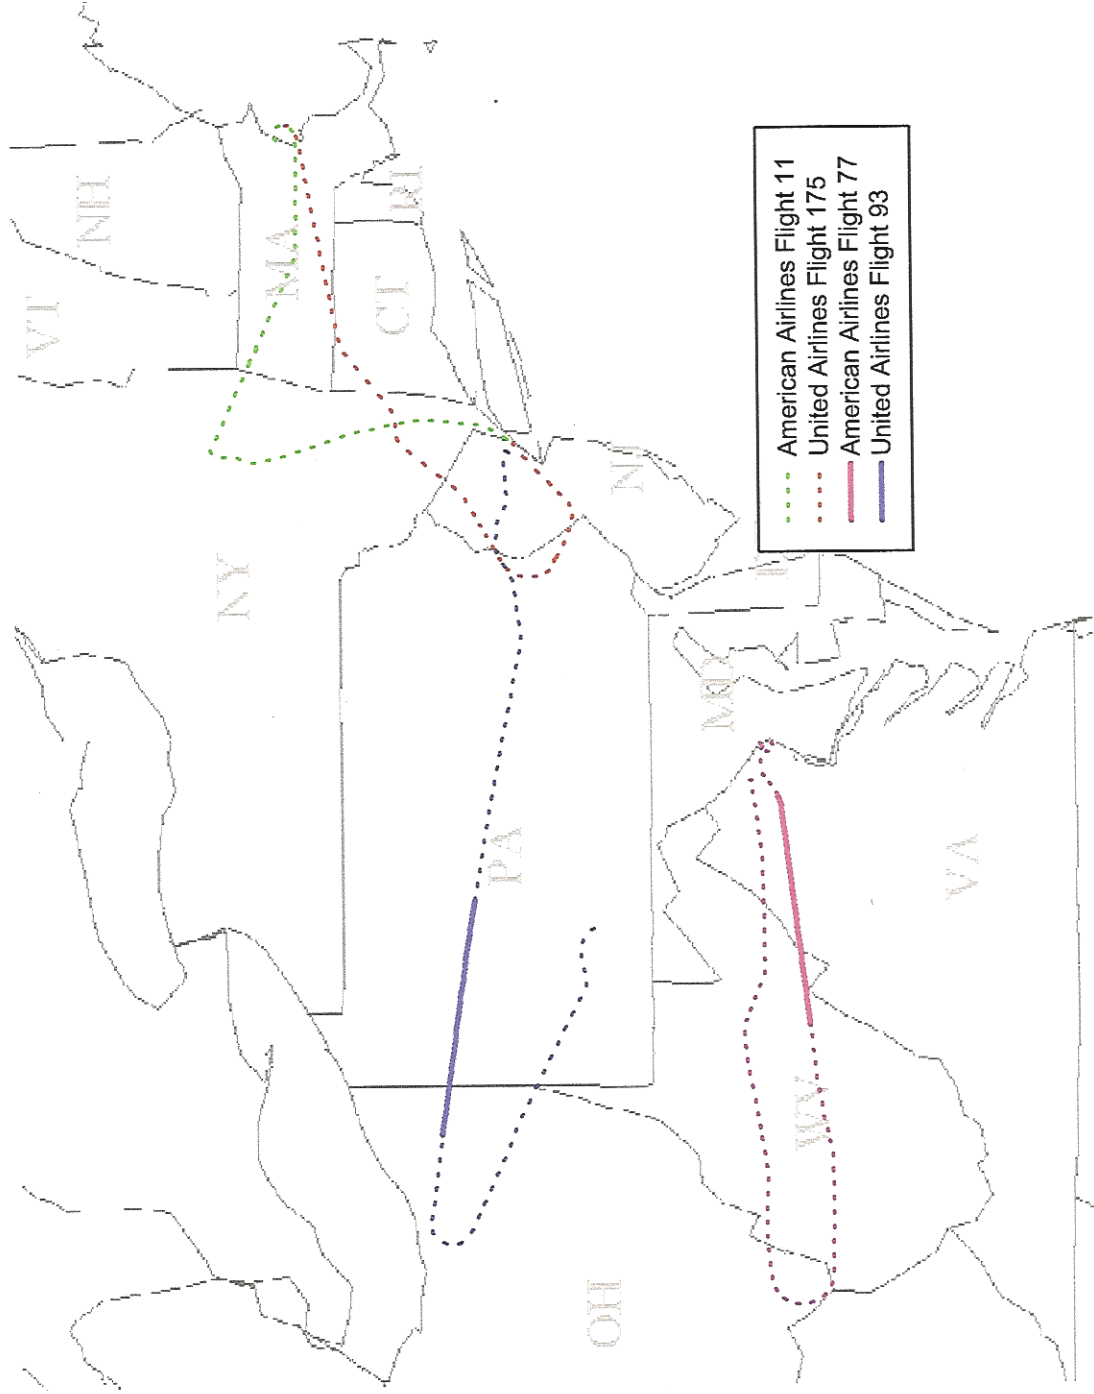 VT
NH
MA
CT
RI
NY
NJ
PA
MD
OH
WV
VA
American Airlines Flight 11
United Airlines Flight 175
American Airlines Flight 77
United Airlines Flight 93